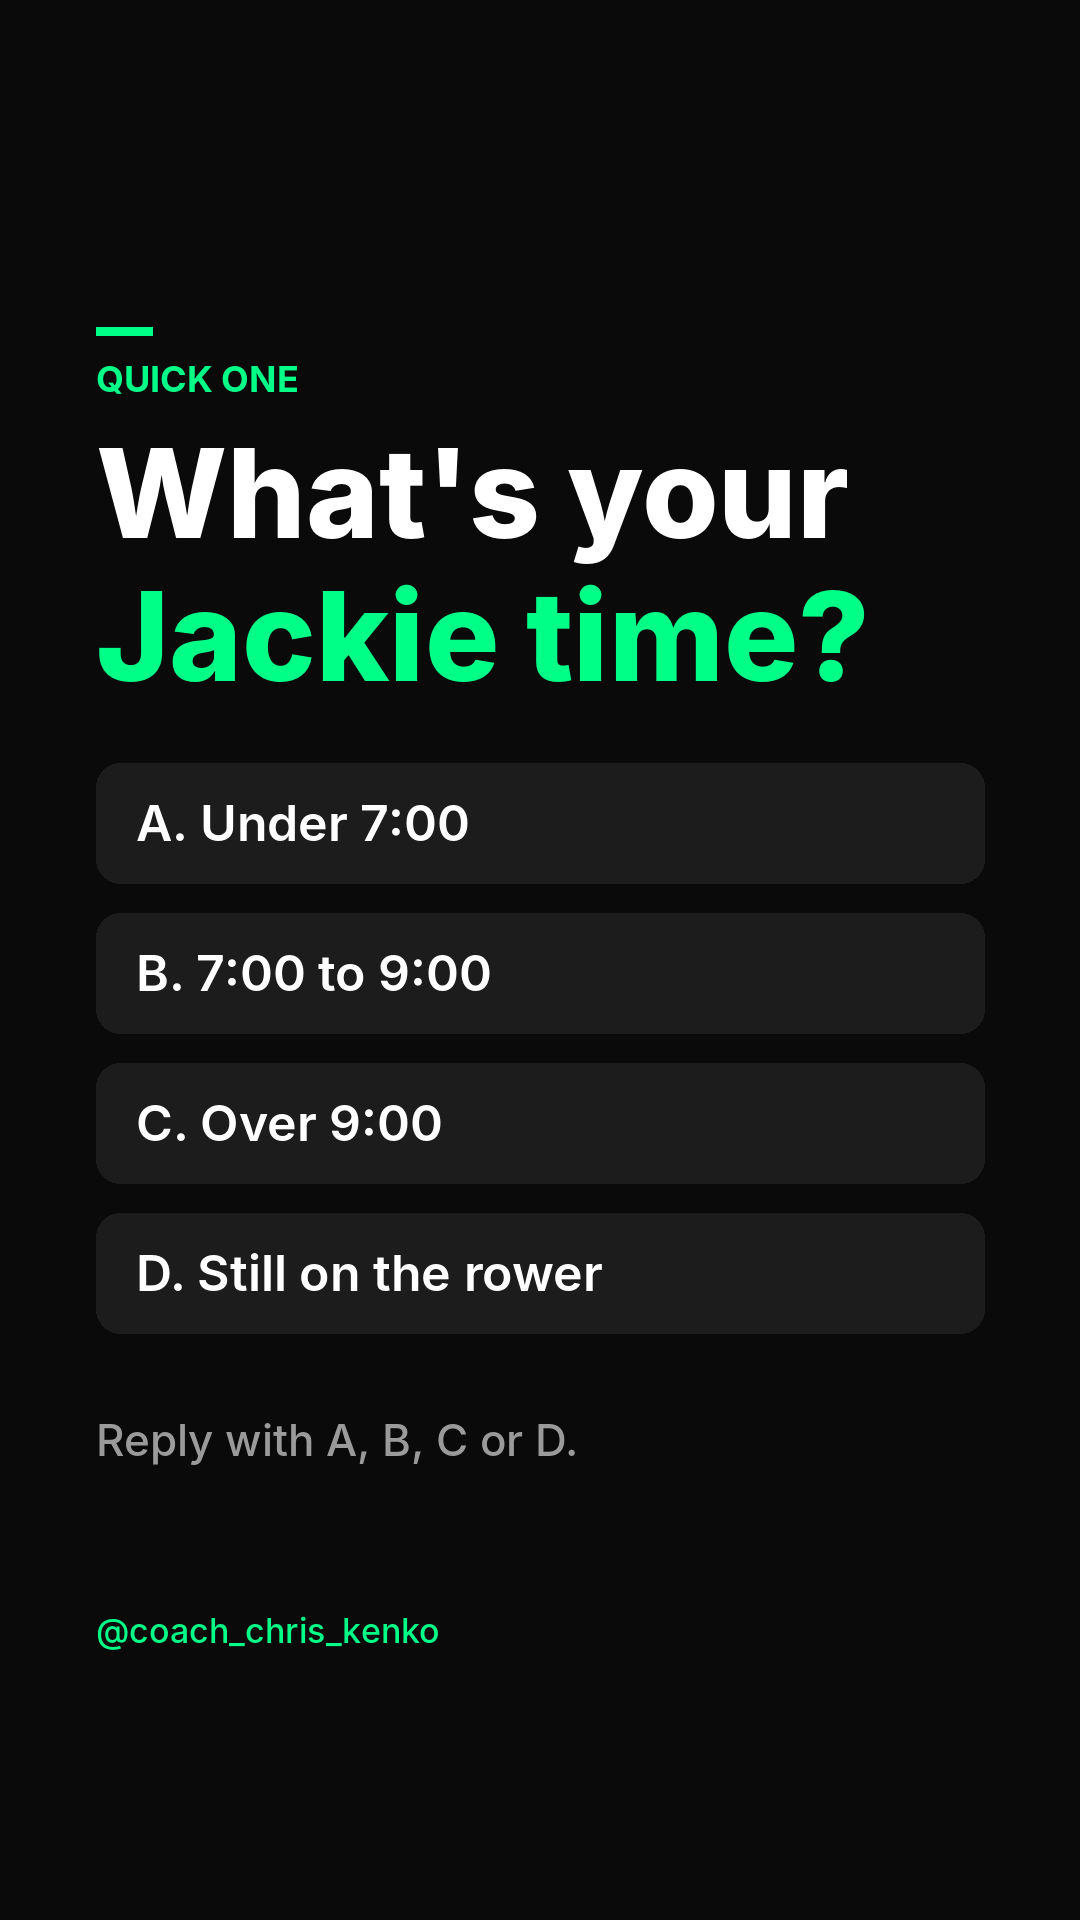 QUICK ONE
What's your
Jackie time?
A. Under 7:00
B. 7:00 to 9:00
C. Over 9:00
D. Still on the rower
Reply with A, B, C or D.
@coach_chris_kenko